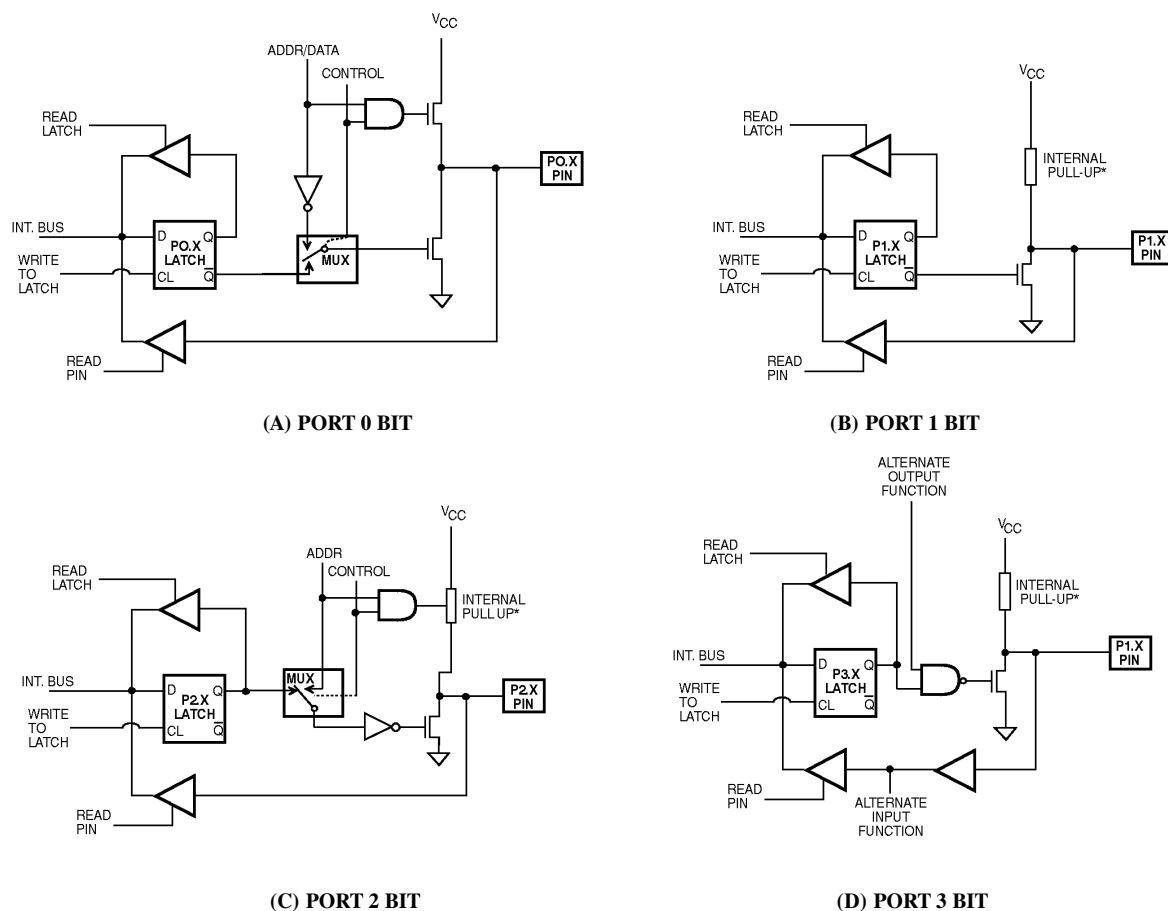 VCC
ADDR/DATA
CONTROL
READ
LATCH
INT. BUS
D
Q
PO.X
LATCH
WRITE
TO
LATCH
CL
Q
MUX
PO.X
PIN
READ
PIN
(A) PORT 0 BIT
VCC
READ
LATCH
INTERNAL
PULL-UP*
INT. BUS
D
Q
P1.X
LATCH
WRITE
TO
LATCH
CL
Q
P1.X
PIN
READ
PIN
(B) PORT 1 BIT
VCC
ADDR
CONTROL
READ
LATCH
INTERNAL
PULL UP*
INT. BUS
D
Q
P2.X
LATCH
WRITE
TO
LATCH
CL
Q
MUX
P2.X
PIN
READ
PIN
(C) PORT 2 BIT
ALTERNATE
OUTPUT
FUNCTION
VCC
READ
LATCH
INTERNAL
PULL-UP*
INT. BUS
D
Q
P3.X
LATCH
WRITE
TO
LATCH
CL
Q
P1.X
PIN
READ
PIN
ALTERNATE
INPUT
FUNCTION
(D) PORT 3 BIT